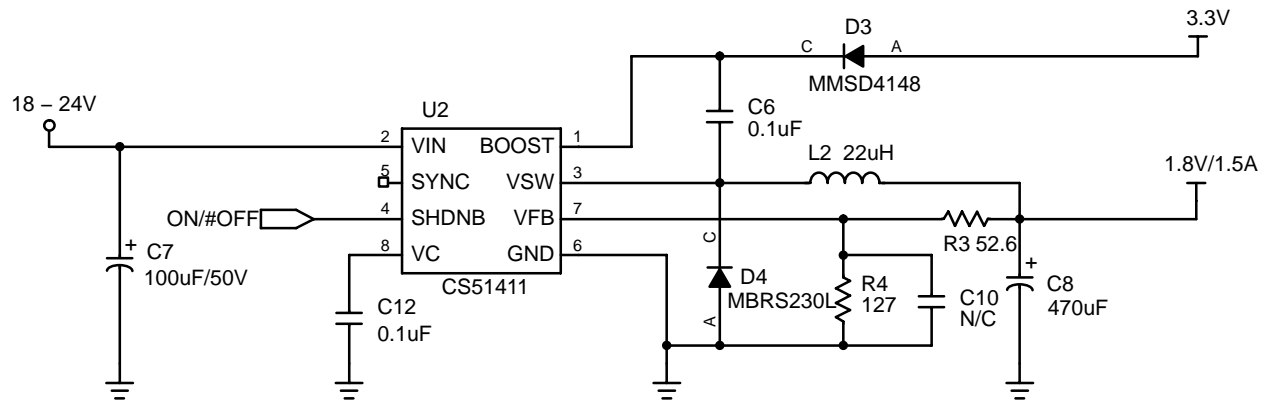 D3
3.3V
C
A
MMSD4148
18 – 24V
U2
C6
0.1uF
2
VIN
BOOST
1
L2 22uH
1.8V/1.5A
5
SYNC
VSW
3
ON/#OFF
4
SHDNB
VFB
7
R3 52.6
8
VC
GND
6
C
C7
+
100uF/50V
CS51411
D4
MBRS230L
R4
127
C10
N/C
+
C8
470uF
C12
0.1uF
A